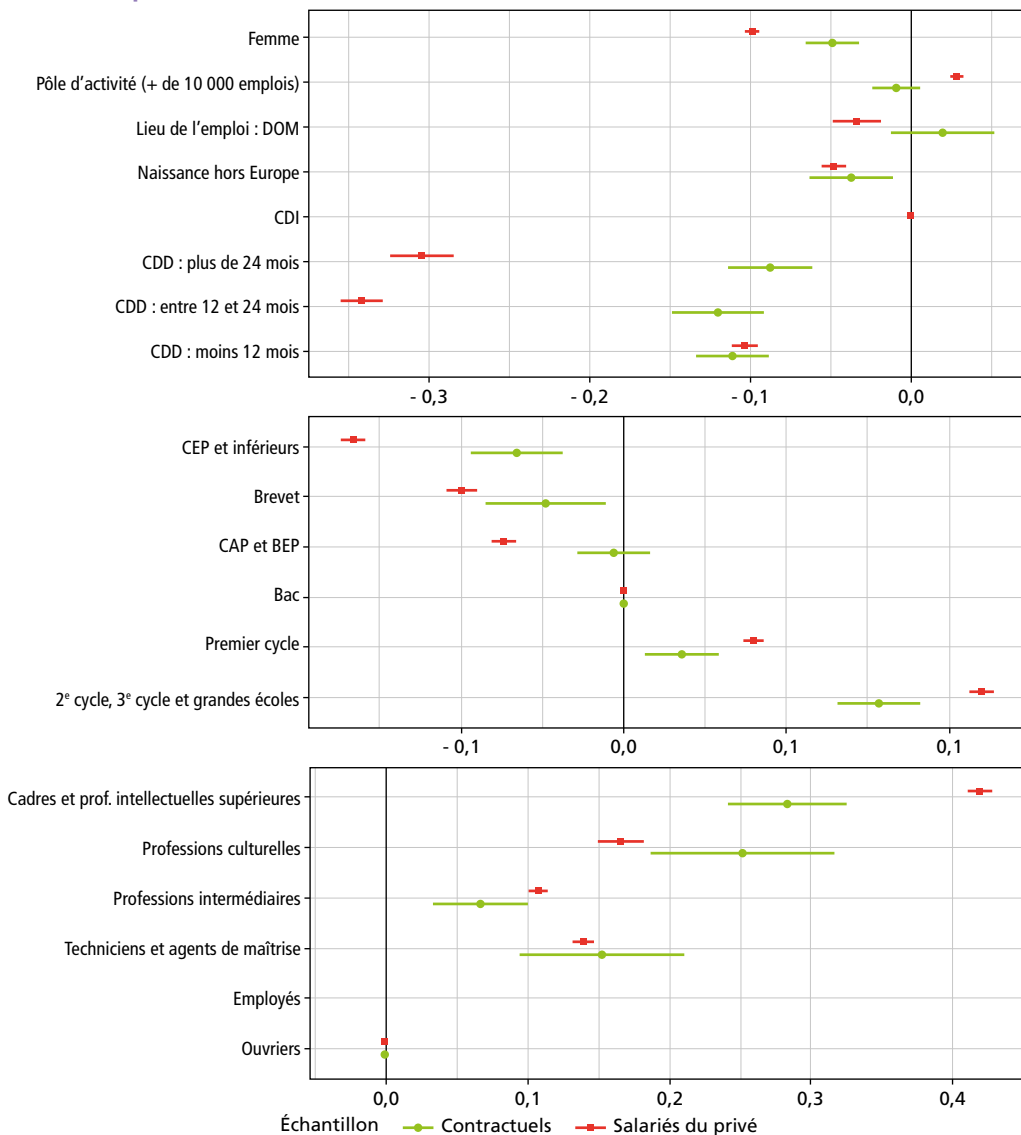 Femme
Pôle d'activité (+ de 10 000 emplois)
Lieu de l'emploi : DOM
Naissance hors Europe
CDI
CDD : plus de 24 mois
CDD : entre 12 et 24 mois
CDD : moins 12 mois
- 0,3 - 0,2 - 0,1 0,0
CEP et inférieurs
Brevet
CAP et BEP
Bac
Premier cycle
2e cycle, 3e cycle et grandes écoles
- 0,1 0,0 0,1 0,1
Cadres et prof. intellectuelles supérieures
Professions culturelles
Professions intermédiaires
Techniciens et agents de maîtrise
Employés
Ouvriers
0,0 0,1 0,2 0,3 0,4
Échantillon Contractuels Salariés du privé